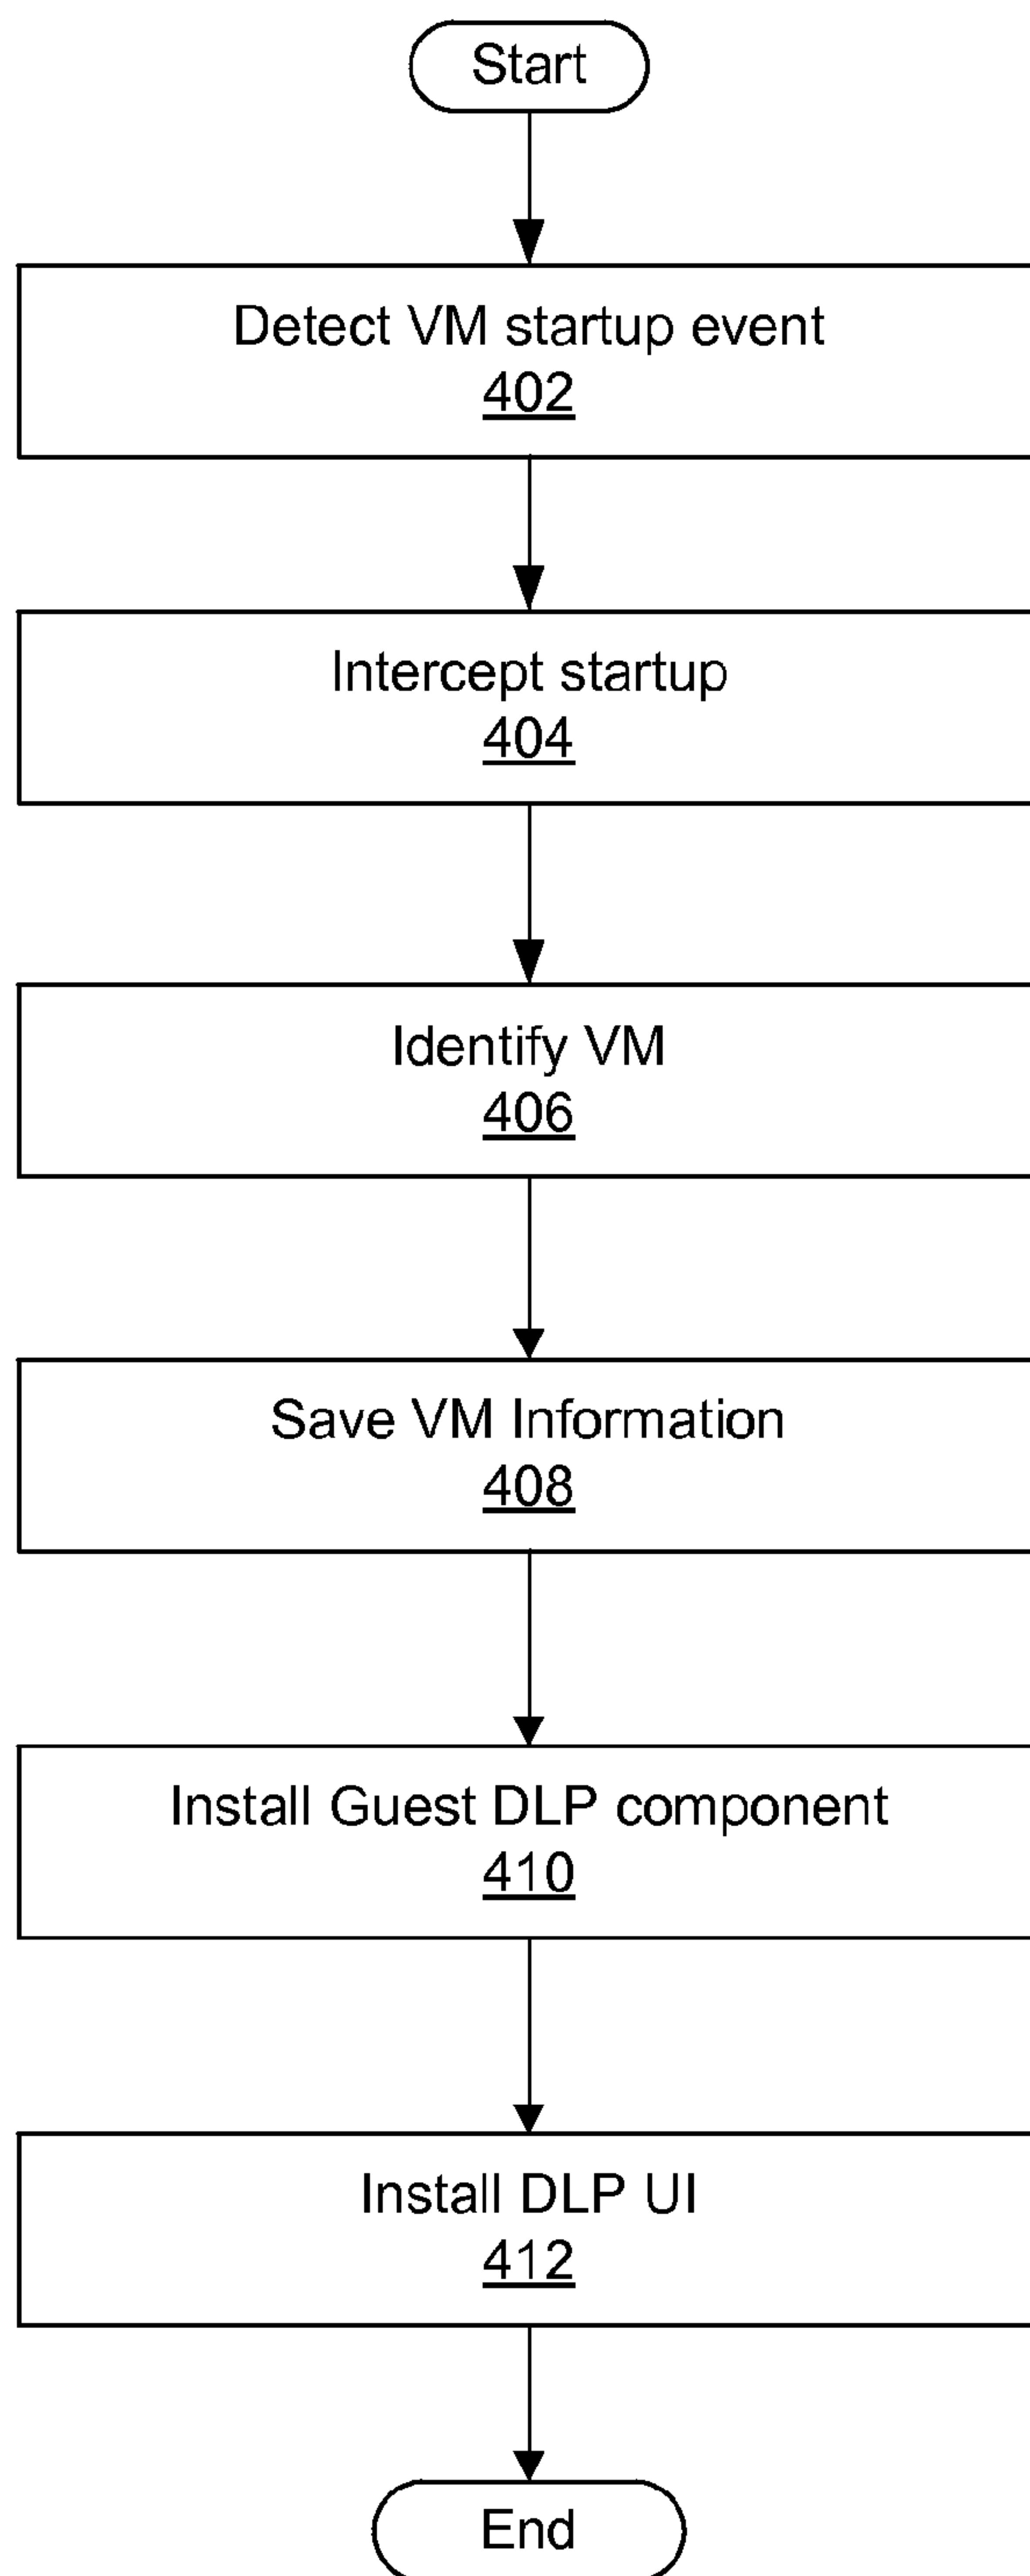 Start
Detect VM startup event
402
Intercept startup
404
Identify VM
406
Save VM Information
408
Install Guest DLP component
410
Install DLP UI
412
End